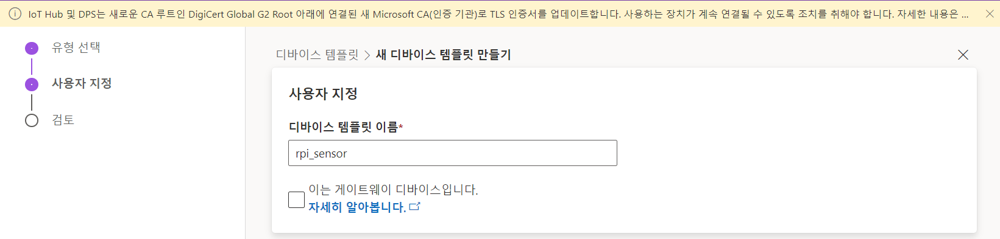 IoT Hub 및 DPS는 새로운 CA 루트인 DigiCert Global G2 Root 아래에 연결된 새 Microsoft CA(인증 기관)로 TLS 인증서를 업데이트합니다. 사용하는 장치가 계속 연결될 수 있도록 조치를 취해야 합니다. 자세한 내용은 ...
유형 선택
사용자 지정
검토
디바이스 템플릿 > 새 디바이스 템플릿 만들기
사용자 지정
디바이스 템플릿 이름*
rpi_sensor
이는 게이트웨이 디바이스입니다.
자세히 알아봅니다.